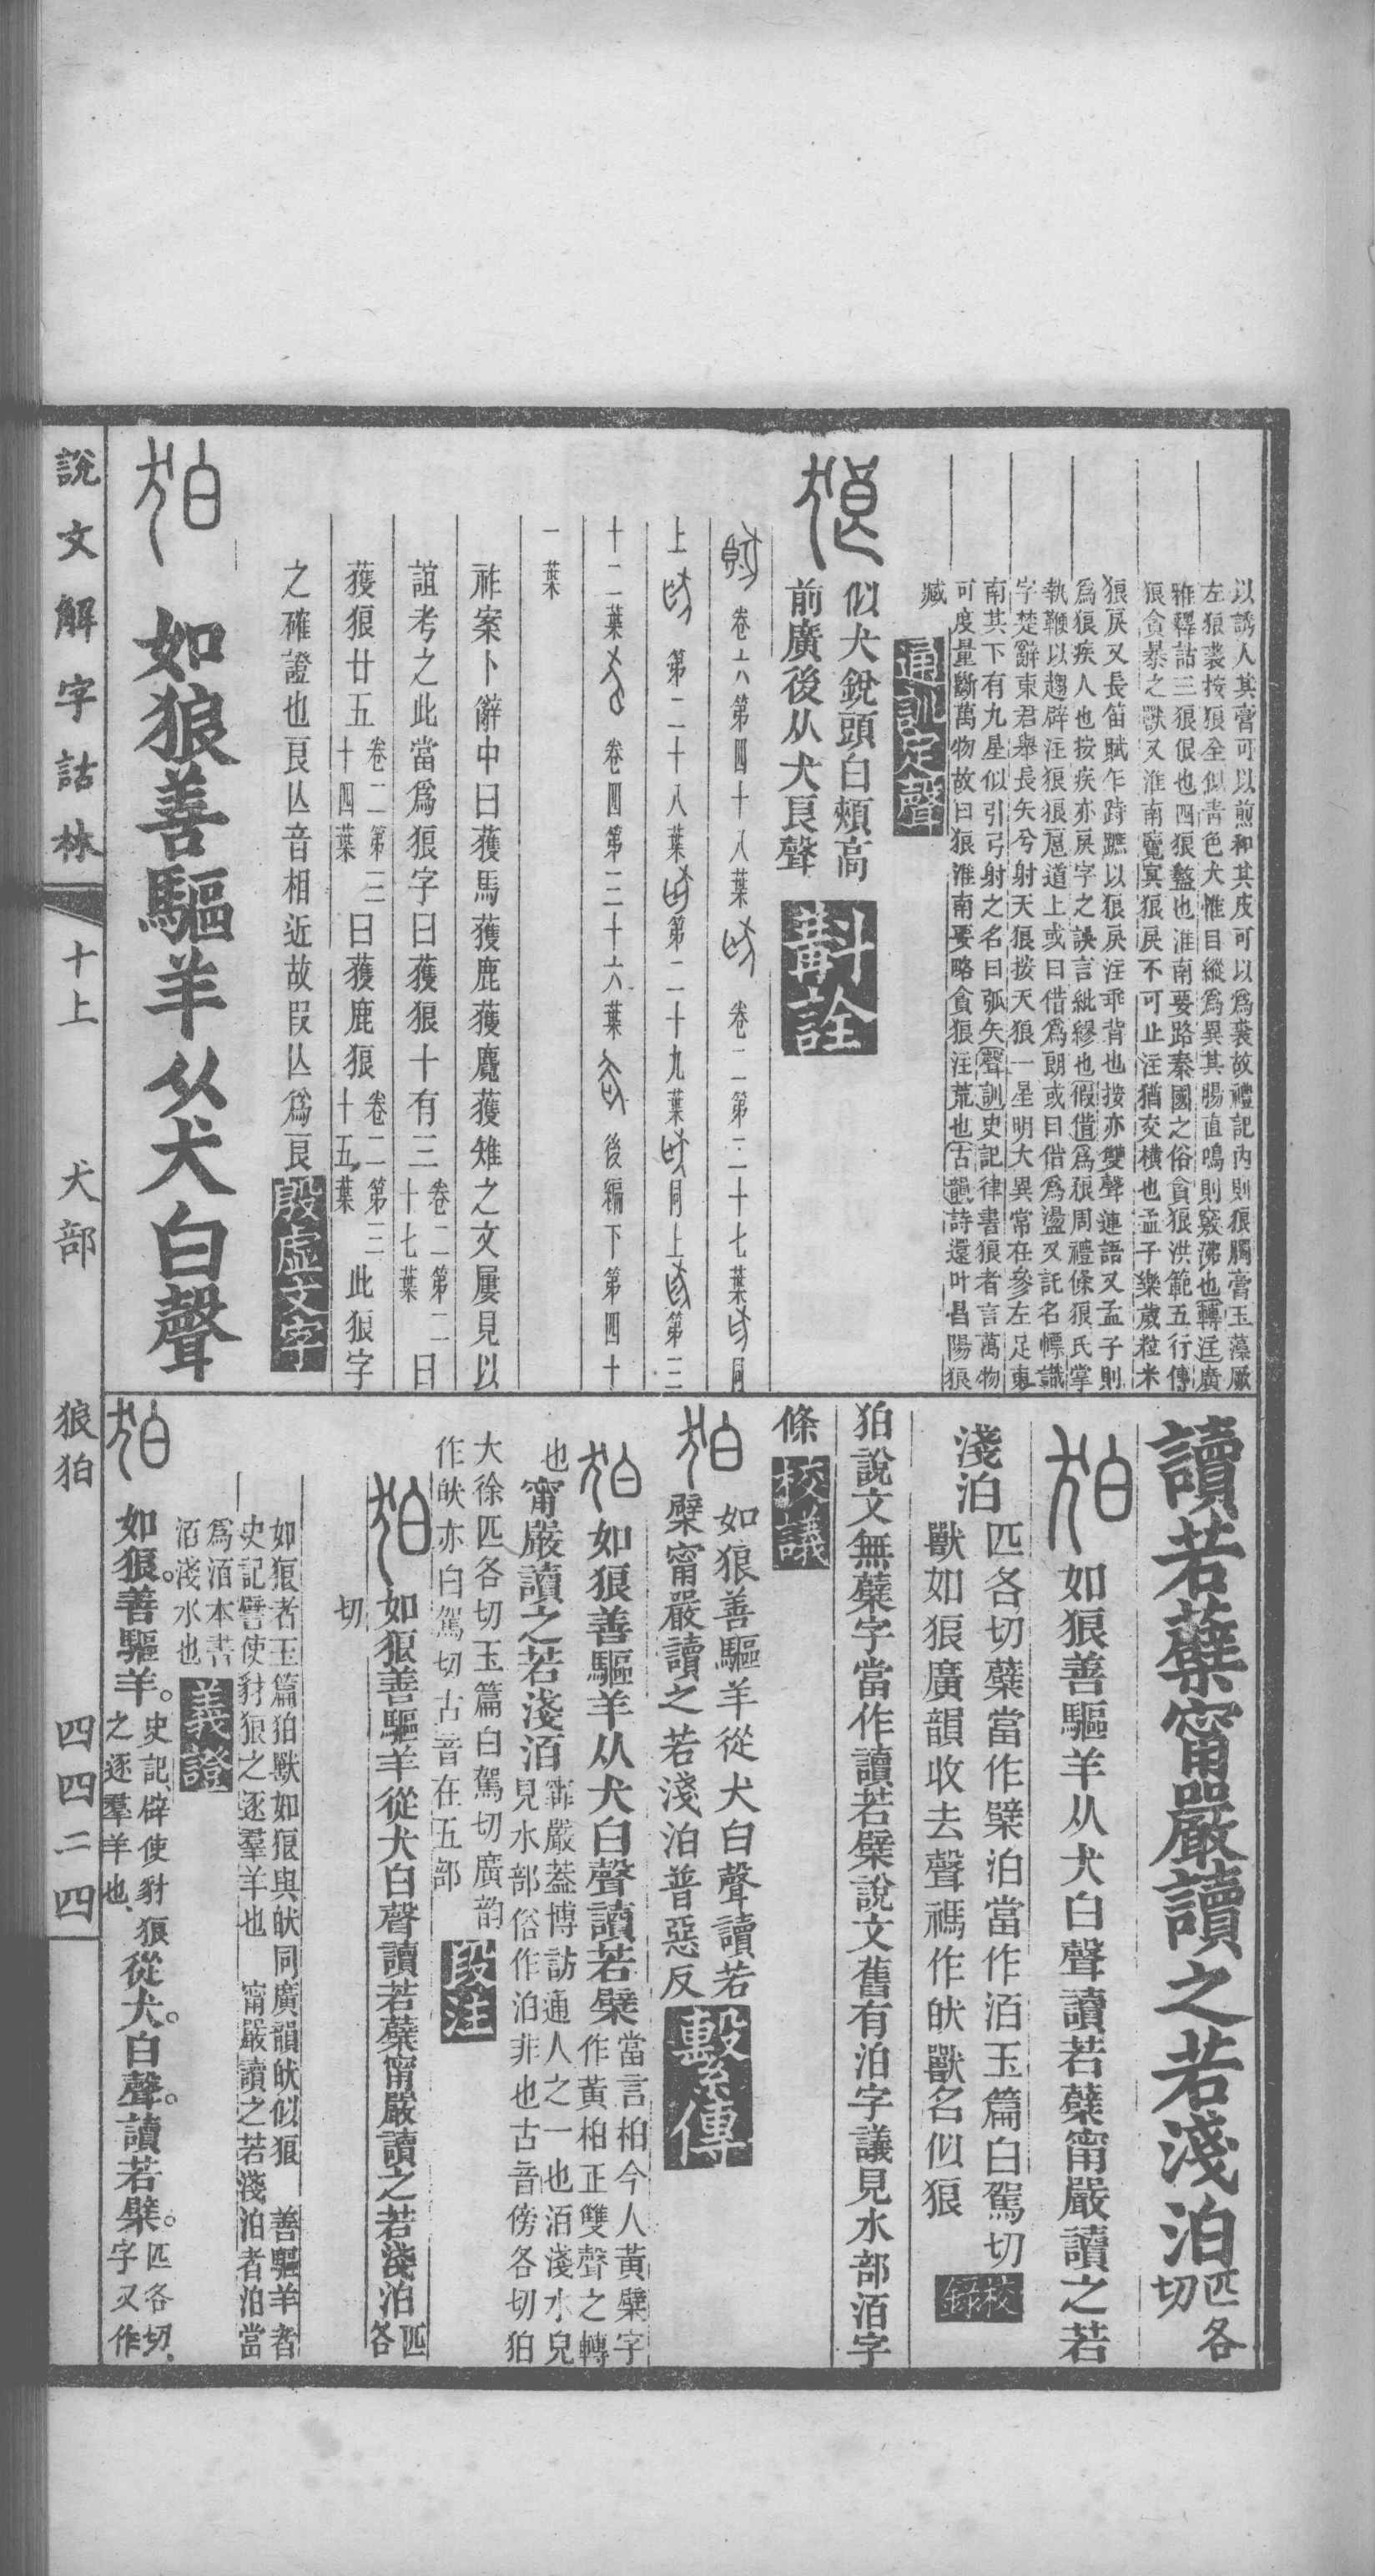 以誘人其膏可以煎和其皮可以爲裘故禮記內則狼臅膏玉藻厥
左狼裘按狼全似靑色犬惟目縱爲異其腸直鳴則竅沸也轉注廣
雅釋詁三狼佷也四狼盭也淮南要路秦國之俗貪狼洪範五行傳
狼貪暴之獸又淮南覽冥狼戾不可止注猶交橫也孟子樂歲粒米
狼戾又長笛賦乍跱蹠以狼戾注乖背也按亦雙聲連語又孟子則
爲狼疾人也按疾亦戾字之誤言紕繆也假借爲狼周禮條狼氏掌
執鞭以趨辟注狼狼扈道上或曰借爲朗或曰借爲盪又託名幖識
字楚辭東君舉長矢兮射天狼按天狼一星明大異常在參左足東
南其下有九星似引弓射之名曰弧矢聲訓史記律書狼者言萬物
可度量斷萬物故曰狼淮南要略貪狼注荒也古韻詩還叶昌陽狼
臧
通訓定聲
似犬銳頭白頰高
前廣後从犬良聲
斠詮
卷六第四十八葉 卷二第二十七葉 同
上 第二十八葉 第二十九葉 同上 第三
十二葉 卷四第三十六葉 後編下第四十
一葉
祚案卜辭中曰獲馬獲鹿獲麑獲雉之文屢見以
誼考之此當爲狼字曰獲狼十有三卷二第二十七葉曰
獲狼廿五卷二第三十四葉曰獲鹿狼卷二第三十五葉此狼字
之確證也良亾音相近故叚亾爲良
殷虛文字
如狼善驅羊从犬白聲
讀若蘗甯嚴讀之若淺泊匹各切
如狼善驅羊从犬白聲讀若蘗甯嚴讀之若
淺泊
匹各切蘗當作檗泊當作洦玉篇白駕切
獸如狼廣韻收去聲禡作㹜獸名似狼
校錄
狛說文無蘗字當作讀若檗說文舊有泊字議見水部洦字
條
校議
如狼善驅羊從犬白聲讀若
檗甯嚴讀之若淺泊普惡反
繫傳
如狼善驅羊从犬白聲讀若檗當言柏今人黃檗字作黃柏正雙聲之轉
也甯嚴讀之若淺洦甯嚴葢博訪通人之一也洦淺水皃見水部俗作泊非也古音傍各切狛
大徐匹各切玉篇白駕切廣韵
作㹜亦白駕切古音在五部
段注
如狼善驅羊從犬白聲讀若蘗甯嚴讀之若淺泊匹各
切
如狼者玉篇狛獸如狼與㹜同廣韻㹜似狼 善驅羊者
史記譬使豺狼之逐羣羊也 甯嚴讀之若淺泊者泊當
爲洦本書
洦淺水也
義證
如狼。善驅羊。史記、辟使豺狼之逐羣羊也、從犬。白聲。讀若檗。匹各切、字又作
說文解字詁林 十上 犬部 狼狛 四四二四